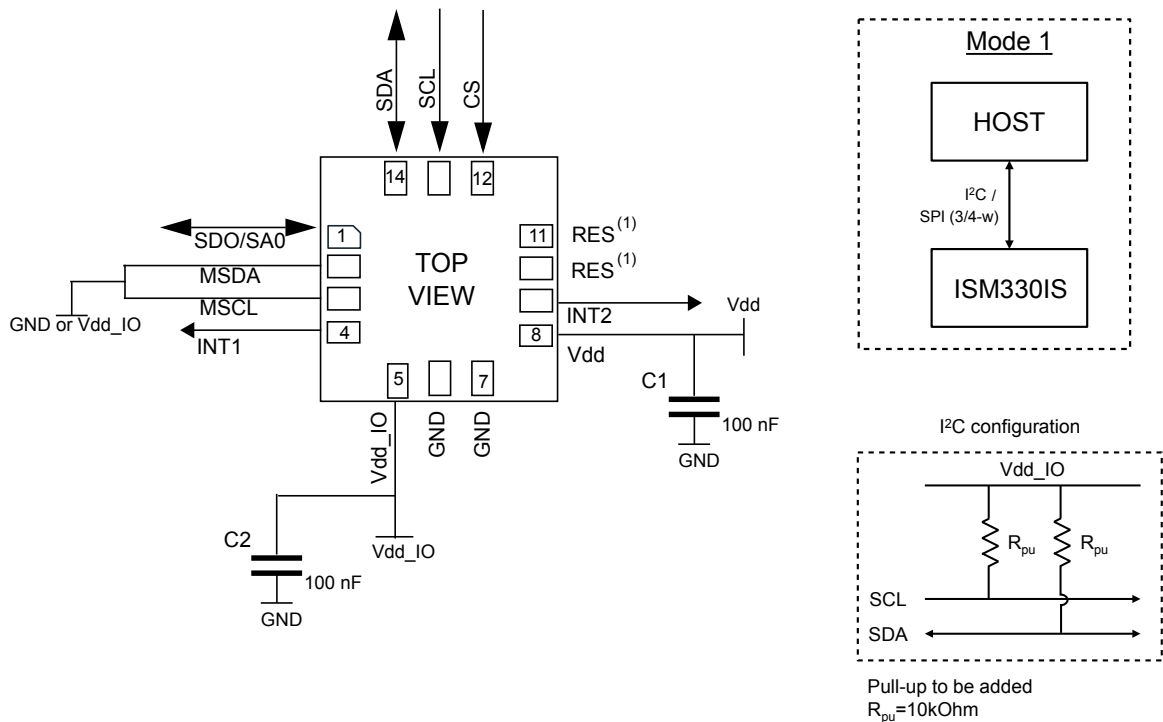 SDA
SCL
CS
14
12
SDO/SA0
1
MSDA
MSCL
GND or Vdd_IO
INT1
4
TOP
VIEW
11
RES(1)
RES(1)
INT2
8
Vdd
Vdd
5
7
Vdd_IO
GND
GND
C1
100 nF
GND
C2
100 nF
GND
Vdd_IO
Mode 1
HOST
I²C /
SPI (3/4-w)
ISM330IS
I²C configuration
Vdd_IO
Rpu
Rpu
SCL
SDA
Pull-up to be added
Rpu=10kOhm